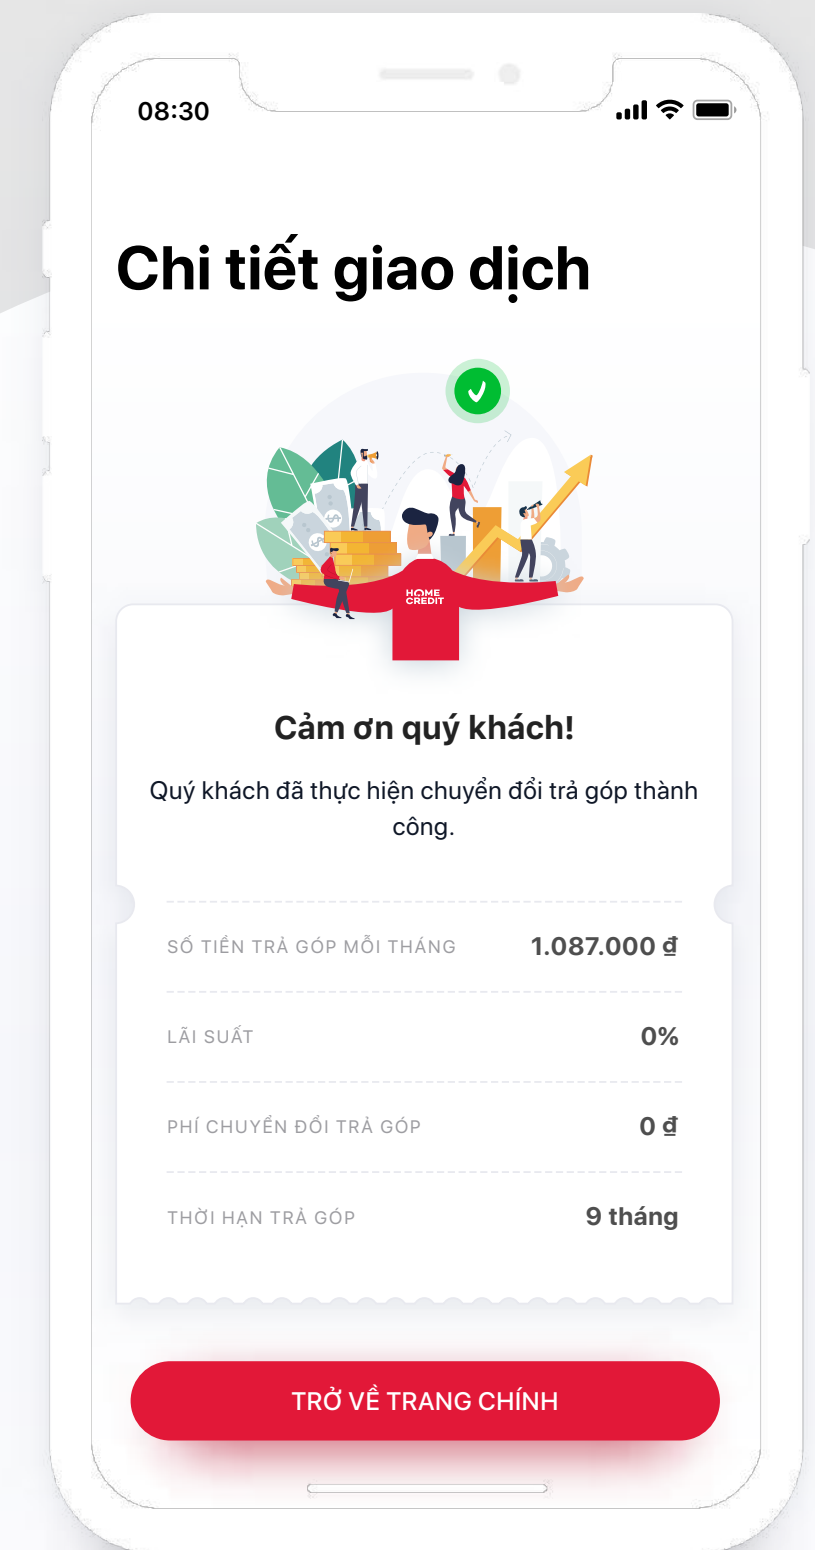 08:30
Chi tiết giao dịch
HOME
CREDIT
Cảm ơn quý khách!
Quý khách đã thực hiện chuyển đổi trả góp thành
công.
SỐ TIỀN TRẢ GÓP MỖI THÁNG 1.087.000 ₫
LÃI SUẤT 0%
PHÍ CHUYỂN ĐỔI TRẢ GÓP 0 ₫
THỜI HẠN TRẢ GÓP 9 tháng
TRỞ VỀ TRANG CHÍNH